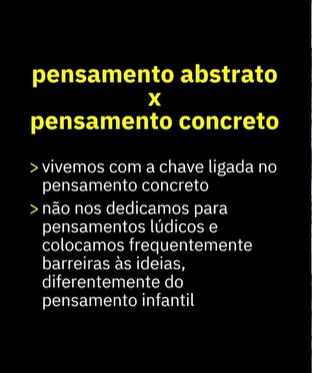 pensamento abstrato
x
pensamento concreto
> vivemos com a chave ligada no
pensamento concreto
> não nos dedicamos para
pensamentos lúdicos e
colocamos frequentemente
barreiras às ideias,
diferentemente do
pensamento infantil